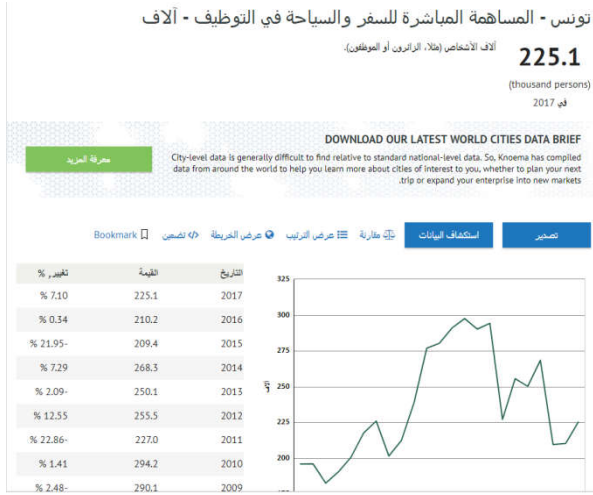 تونس - المساهمة المباشرة للسفر والسياحة في التوظيف - آلاف
225.1
آلاف الأشخاص (مثلا، الزائرون أو الموظفون).
(thousand persons)
في 2017
DOWNLOAD OUR LATEST WORLD CITIES DATA BRIEF
City-level data is generally difficult to find relative to standard national-level data. So, Knoema has compiled
data from around the world to help you learn more about cities of interest to you, whether to plan your next
.trip or expand your enterprise into new markets
معرفة المزيد
تصدير
استكشاف البيانات
مقارنة
عرض الترتيب
عرض الخريطة
تضمين
Bookmark
التاريخ القيمة تغيير, %
2017 225.1 7.10 %
2016 210.2 0.34 %
2015 209.4 21.95- %
2014 268.3 7.29 %
2013 250.1 2.09- %
2012 255.5 12.55 %
2011 227.0 22.86- %
2010 294.2 1.41 %
2009 290.1 2.48- %
325
300
275
250
225
200
آلاف